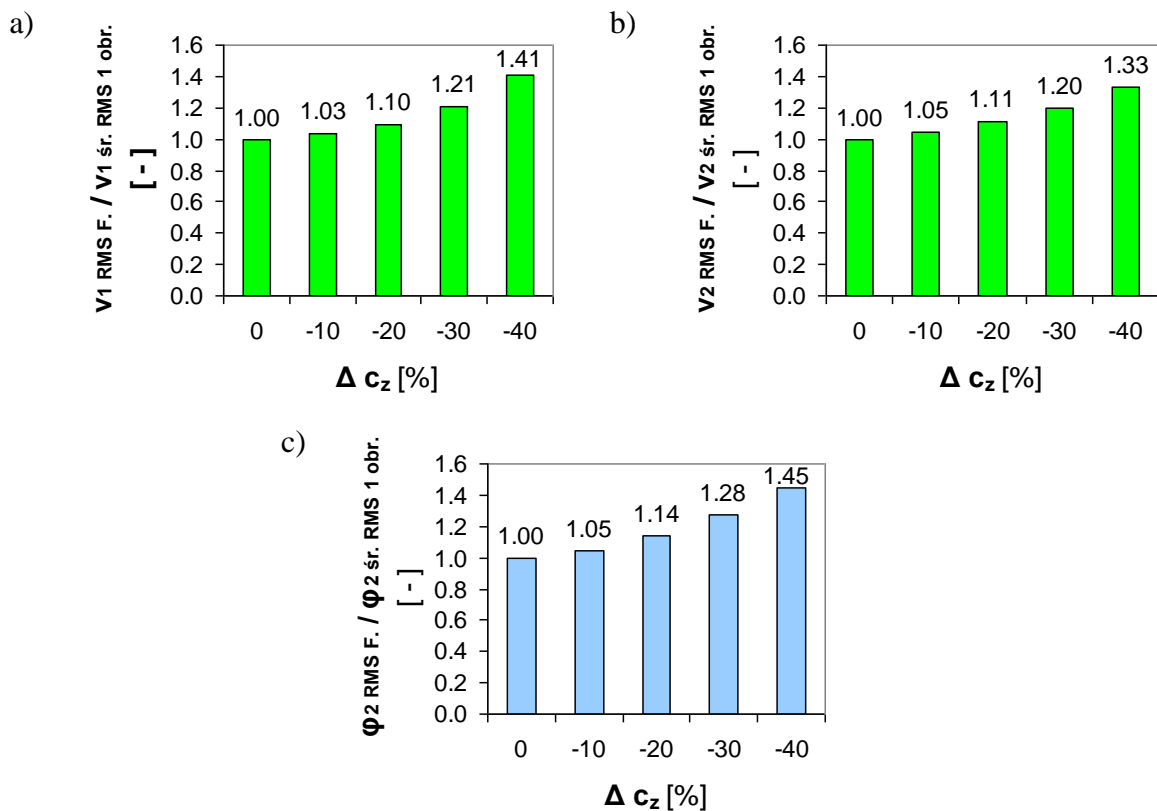 a)
V1 RMS F. / V1 śr. RMS 1 obr.
[ - ]
1.6
1.4
1.2
1.0
0.8
0.6
0.4
0.2
0.0
1.00
1.03
1.10
1.21
1.41
0 -10 -20 -30 -40
Δ cz [%]
b)
V2 RMS F. / V2 śr. RMS 1 obr.
[ - ]
1.6
1.4
1.2
1.0
0.8
0.6
0.4
0.2
0.0
1.00
1.05
1.11
1.20
1.33
0 -10 -20 -30 -40
Δ cz [%]
c)
φ2 RMS F. / φ2 śr. RMS 1 obr.
[ - ]
1.6
1.4
1.2
1.0
0.8
0.6
0.4
0.2
0.0
1.00
1.05
1.14
1.28
1.45
0 -10 -20 -30 -40
Δ cz [%]